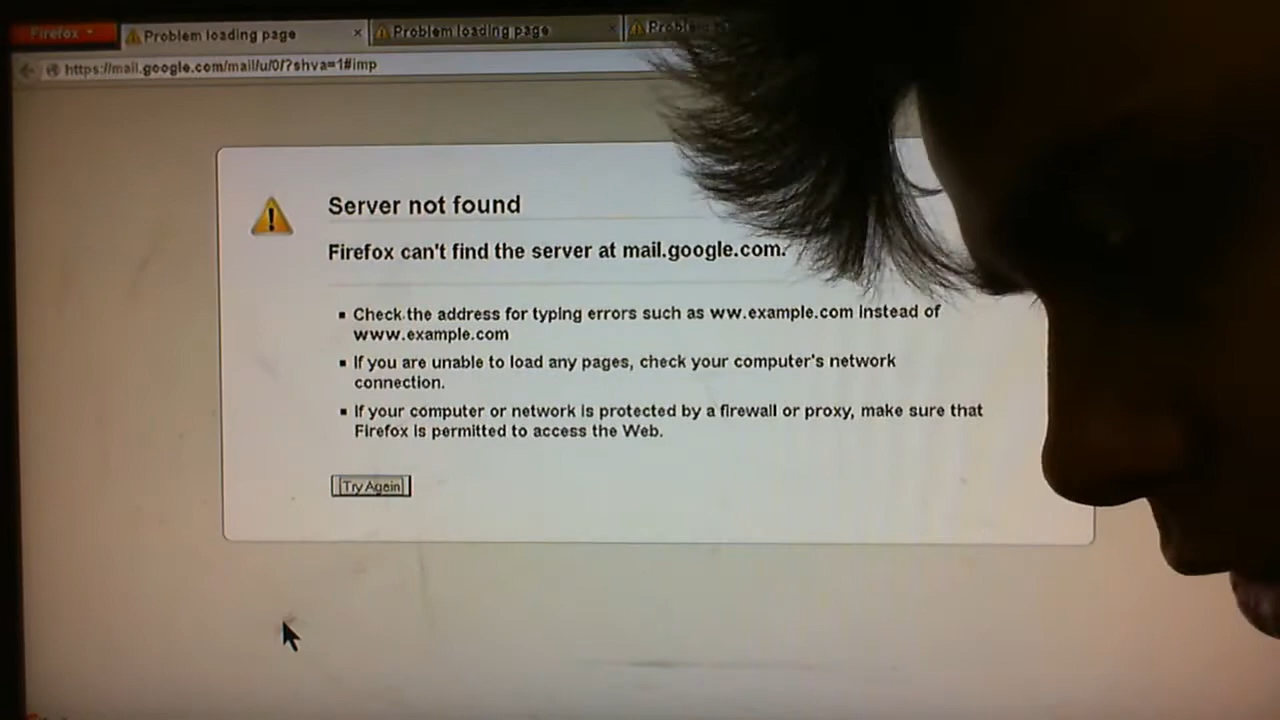 Firefox
Problem loading page
Problem loading page
Problem
https://mail.google.com/mail/u/0/?shva=1#imp
Server not found
Firefox can't find the server at mail.google.com.
Check the address for typing errors such as ww.example.com instead of
www.example.com
If you are unable to load any pages, check your computer's network
connection.
If your computer or network is protected by a firewall or proxy, make sure that
Firefox is permitted to access the Web.
Try Again